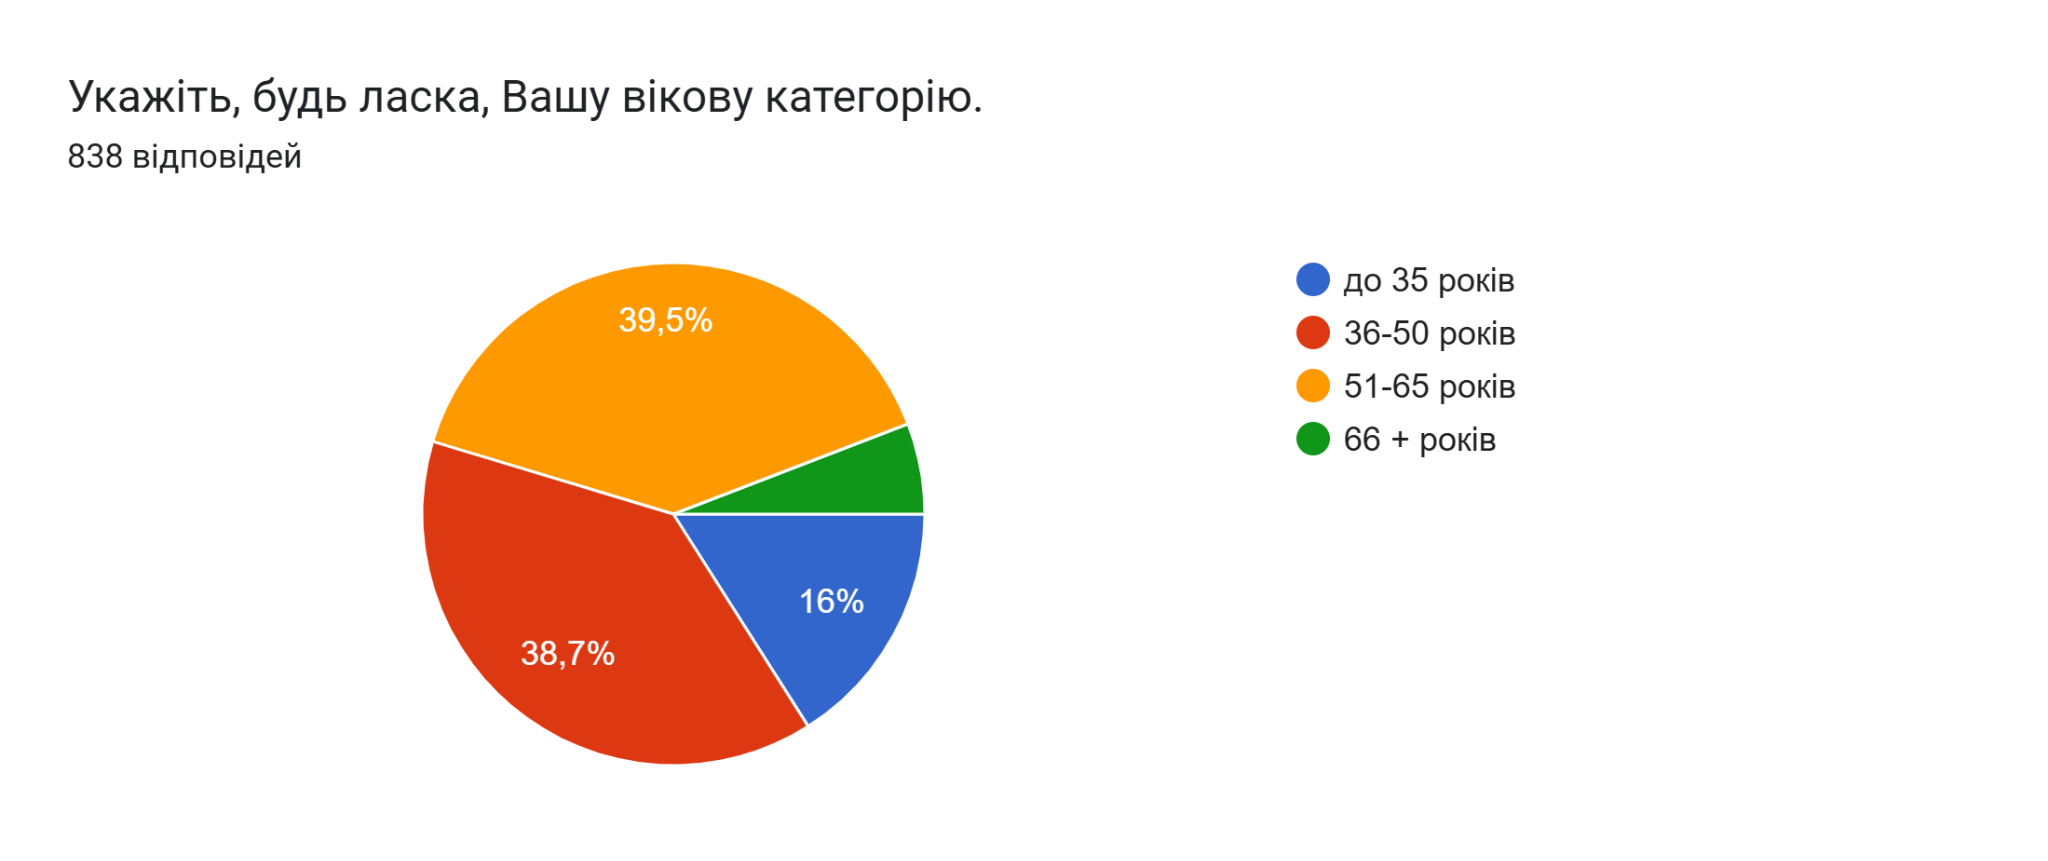 Укажіть, будь ласка, Вашу вікову категорію.
838 відповідей
39,5%
38,7%
16%
до 35 років
36-50 років
51-65 років
66 + років